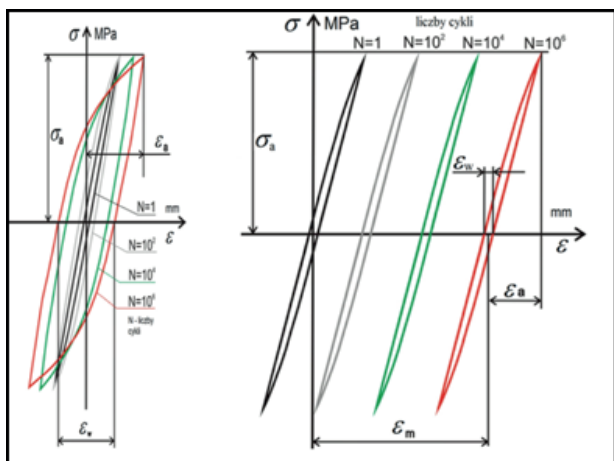 σ MPa
σa
εa
N=1
mm
ε
N=10²
N=10⁴
N=10⁶
N - liczby
cykli
liczby cykli
σ MPa
N=1 N=10² N=10⁴ N=10⁶
σa
εw
mm
ε
εa
εm